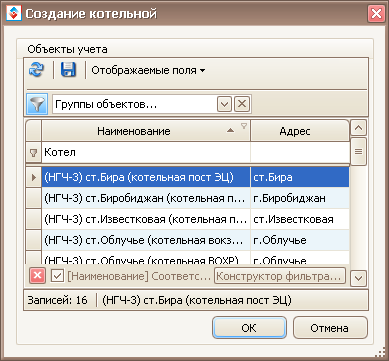 Создание котельной
Объекты учета
Отображаемые поля
Группы объектов...
Наименование Адрес
Котел
(НГЧ-3) ст.Бира (котельная пост ЭЦ) ст.Бира
(НГЧ-3) ст.Биробиджан (котельная п... г.Биробиджан
(НГЧ-3) ст.Известковая (котельная п... ст.Известковая
(НГЧ-3) ст.Облучье (котельная вокз... г.Облучье
(НГЧ-3) ст.Облучье (котельная ВОХР) г.Облучье
[Наименование] Соответс... Конструктор фильтра...
Записей: 16 (НГЧ-3) ст.Бира (котельная пост ЭЦ)
OK Отмена